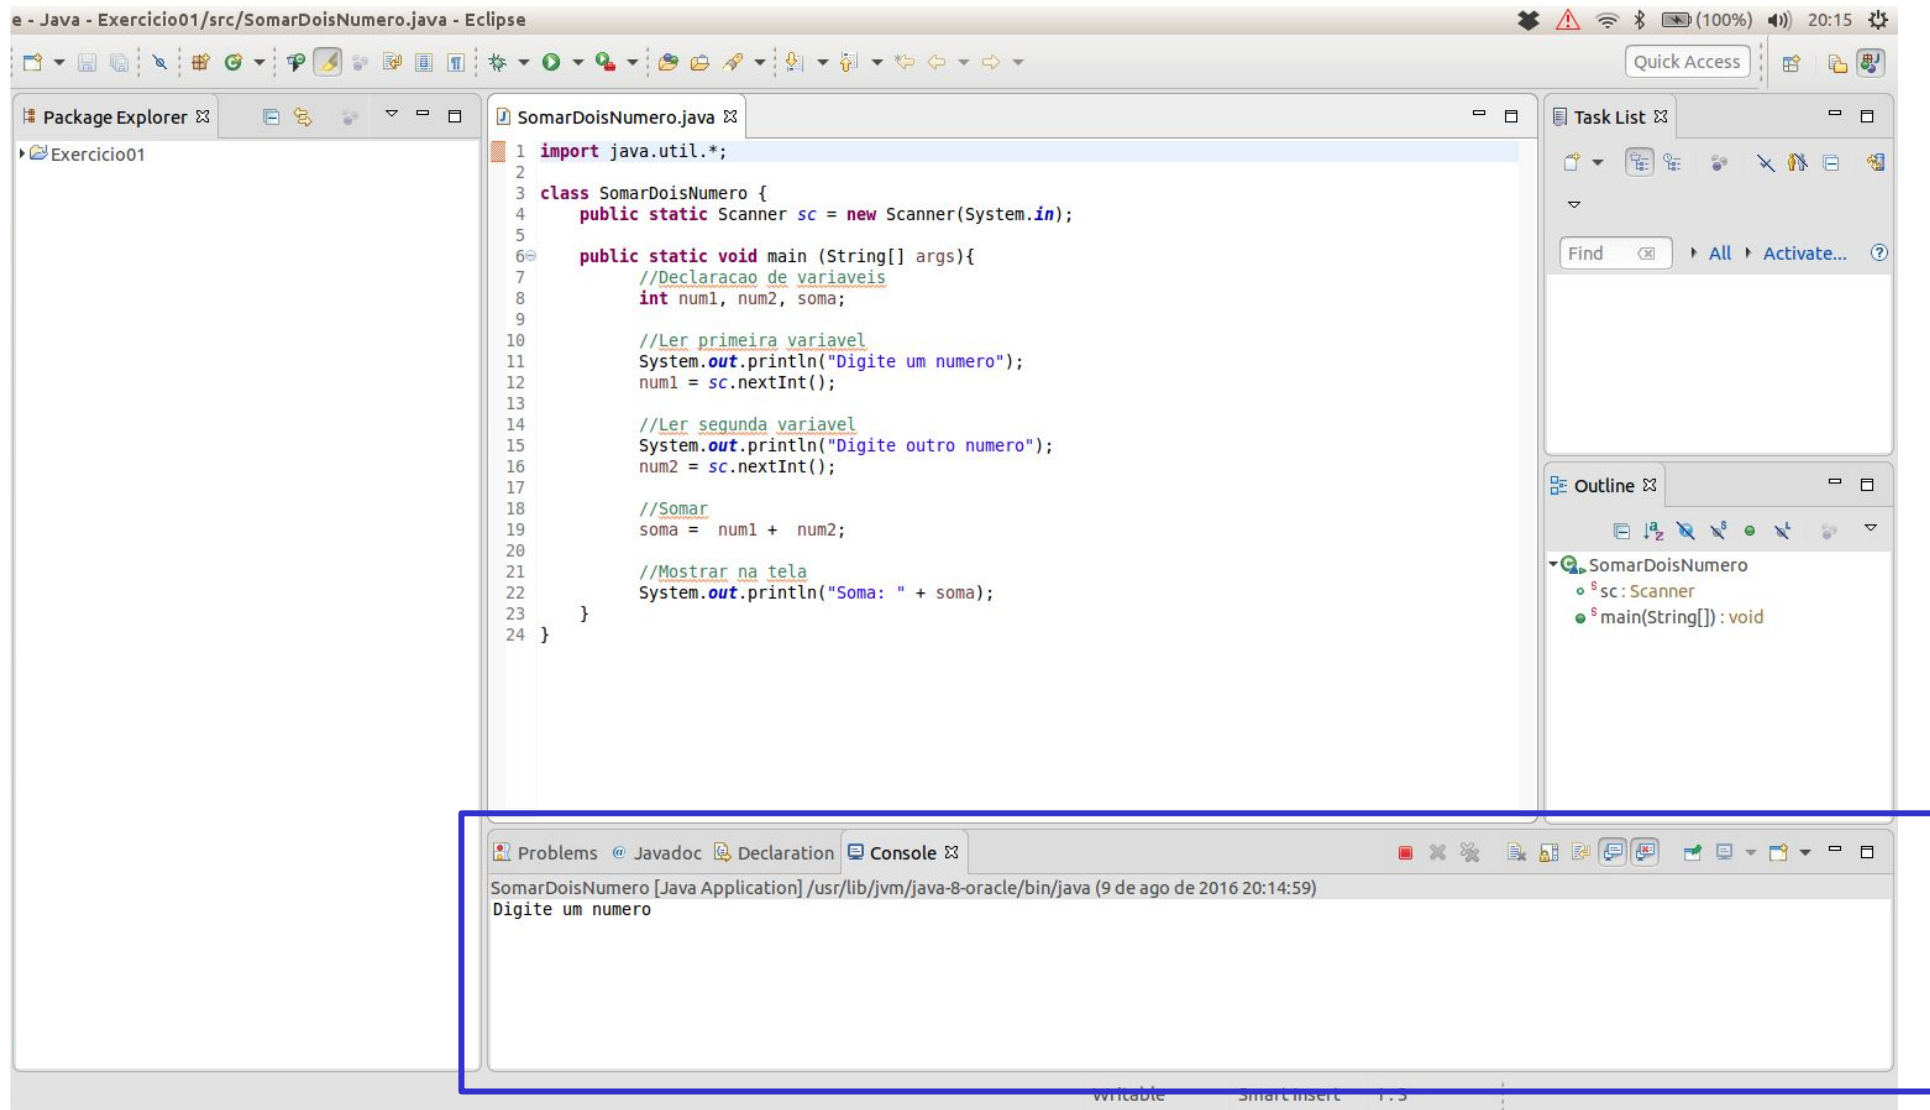 e - Java - Exercicio01/src/SomarDoisNumero.java - Eclipse
(100%) 20:15
Quick Access
Package Explorer
Exercicio01
SomarDoisNumero.java
1 import java.util.*;
2
3 class SomarDoisNumero {
4 public static Scanner sc = new Scanner(System.in);
5
6 public static void main (String[] args){
7 //Declaracao de variaveis
8 int num1, num2, soma;
9
10 //Ler primeira variavel
11 System.out.println("Digite um numero");
12 num1 = sc.nextInt();
13
14 //Ler segunda variavel
15 System.out.println("Digite outro numero");
16 num2 = sc.nextInt();
17
18 //Somar
19 soma =  num1 +  num2;
20
21 //Mostrar na tela
22 System.out.println("Soma: " + soma);
23 }
24 }
Task List
Find All Activate...
Outline
SomarDoisNumero
sc : Scanner
main(String[]) : void
Problems @ Javadoc Declaration Console
SomarDoisNumero [Java Application] /usr/lib/jvm/java-8-oracle/bin/java (9 de ago de 2016 20:14:59)
Digite um numero
Writable Smart Insert